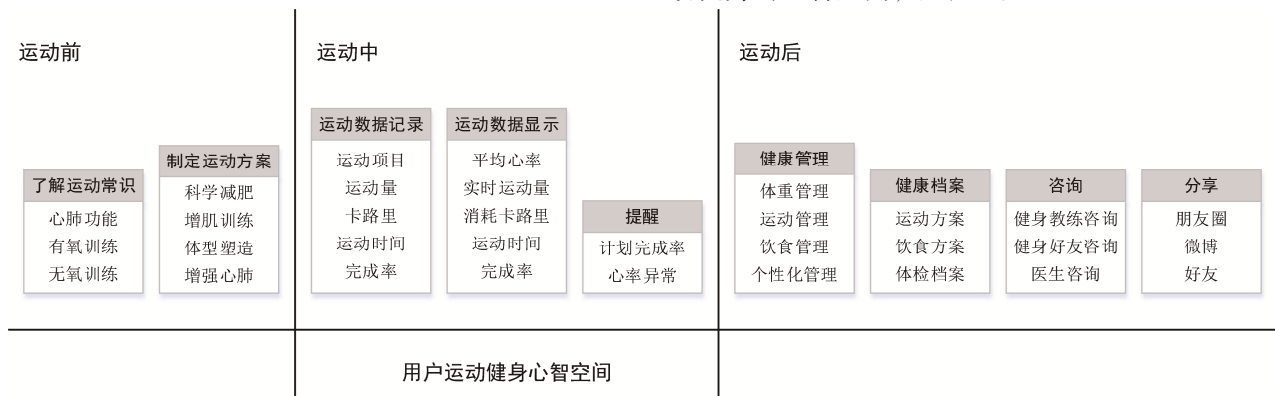 运动前
了解运动常识
心肺功能
有氧训练
无氧训练
制定运动方案
科学减肥
增肌训练
体型塑造
增强心肺
运动中
运动数据记录
运动项目
运动量
卡路里
运动时间
完成率
运动数据显示
平均心率
实时运动量
消耗卡路里
运动时间
完成率
提醒
计划完成率
心率异常
运动后
健康管理
体重管理
运动管理
饮食管理
个性化管理
健康档案
运动方案
饮食方案
体检档案
咨询
健身教练咨询
健身好友咨询
医生咨询
分享
朋友圈
微博
好友
用户运动健身心智空间